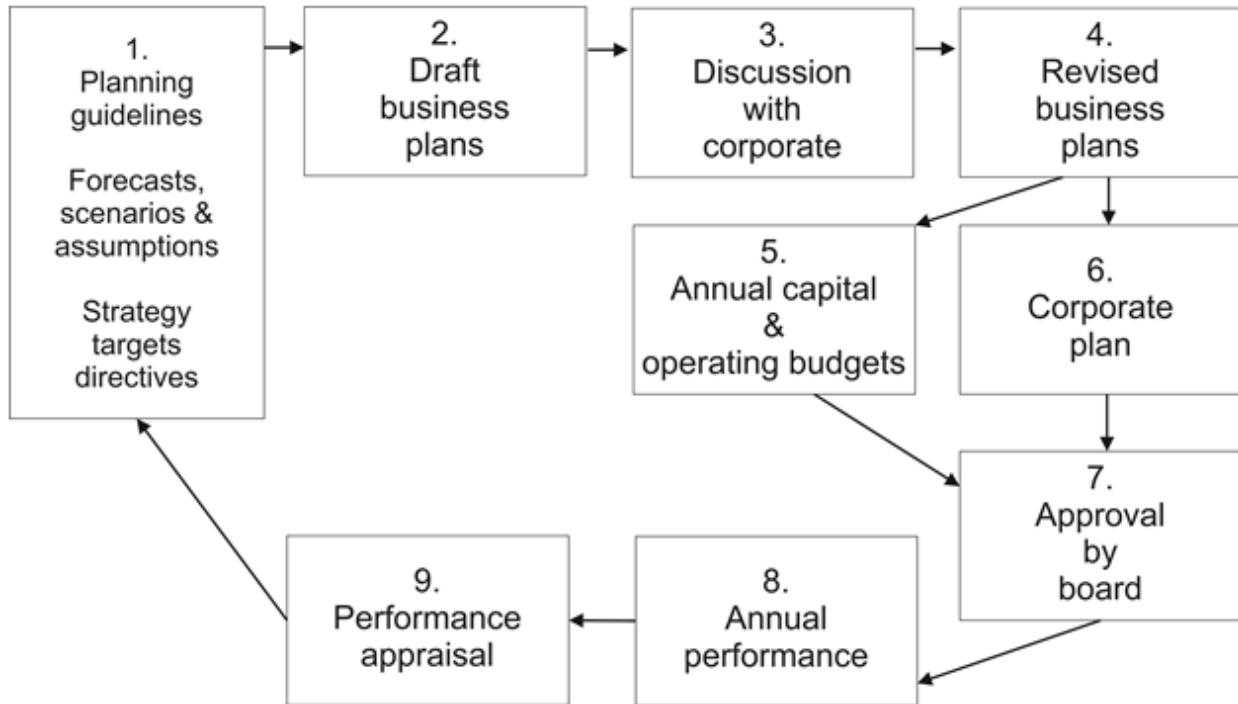 1.
Planning
guidelines
Forecasts,
scenarios &
assumptions
Strategy
targets
directives
2.
Draft
business
plans
3.
Discussion
with
corporate
4.
Revised
business
plans
5.
Annual capital
&
operating budgets
6.
Corporate
plan
7.
Approval
by
board
8.
Annual
performance
9.
Performance
appraisal